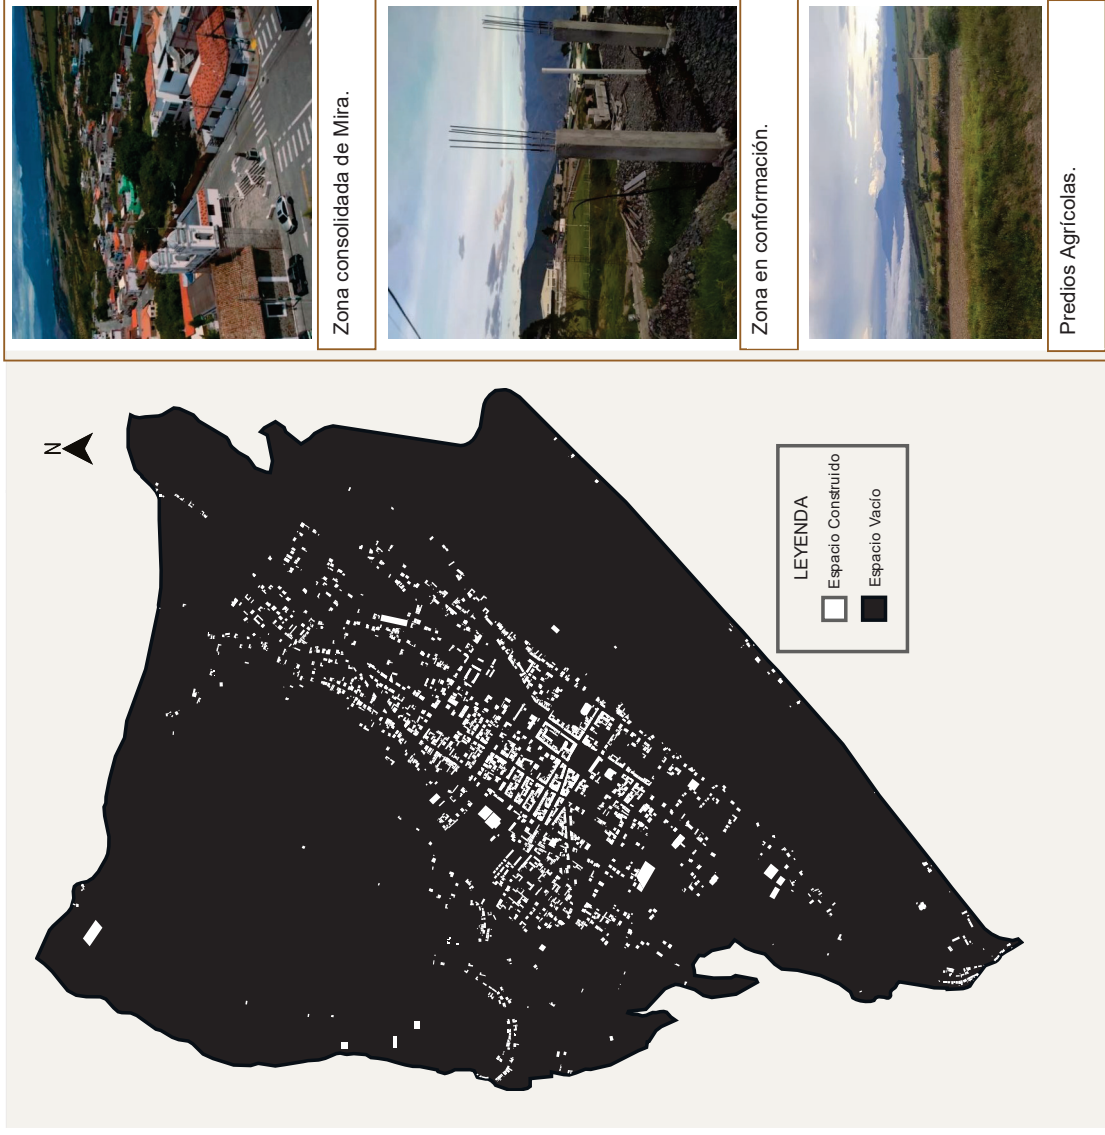 Zona consolidada de Mira.
Zona en conformación.
Predios Agrícolas.
N
LEYENDA
Espacio Construido
Espacio Vacío